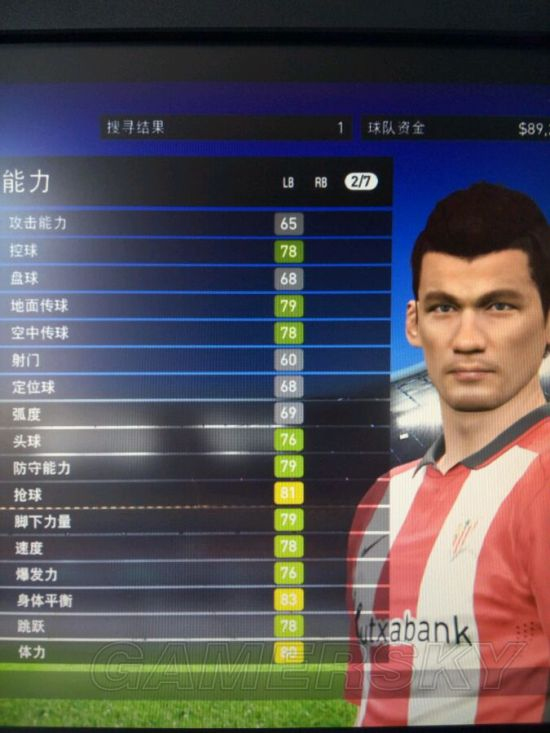 搜寻结果 1 球队资金 $89,
能力 LB RB 2/7
攻击能力 65
控球 78
盘球 68
地面传球 79
空中传球 78
射门 60
定位球 68
弧度 69
头球 76
防守能力 79
抢球 81
脚下力量 79
速度 78
爆发力 76
身体平衡 83
跳跃 78
体力 80
utxabank
GAMERSKY